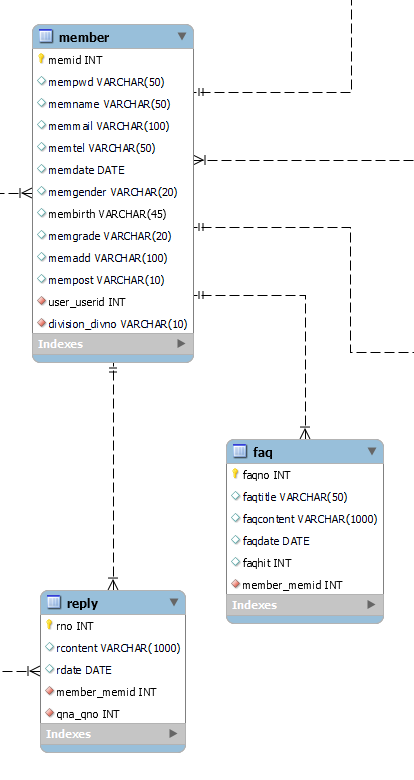 member
memid INT
mempwd VARCHAR(50)
memname VARCHAR(50)
memmail VARCHAR(100)
memtel VARCHAR(50)
memdate DATE
memgender VARCHAR(20)
membirth VARCHAR(45)
memgrade VARCHAR(20)
memadd VARCHAR(100)
mempost VARCHAR(10)
user_userid INT
division_divno VARCHAR(10)
Indexes
faq
faqno INT
faqtitle VARCHAR(50)
faqcontent VARCHAR(1000)
faqdate DATE
faqhit INT
member_memid INT
Indexes
reply
rno INT
rcontent VARCHAR(1000)
rdate DATE
member_memid INT
qna_qno INT
Indexes